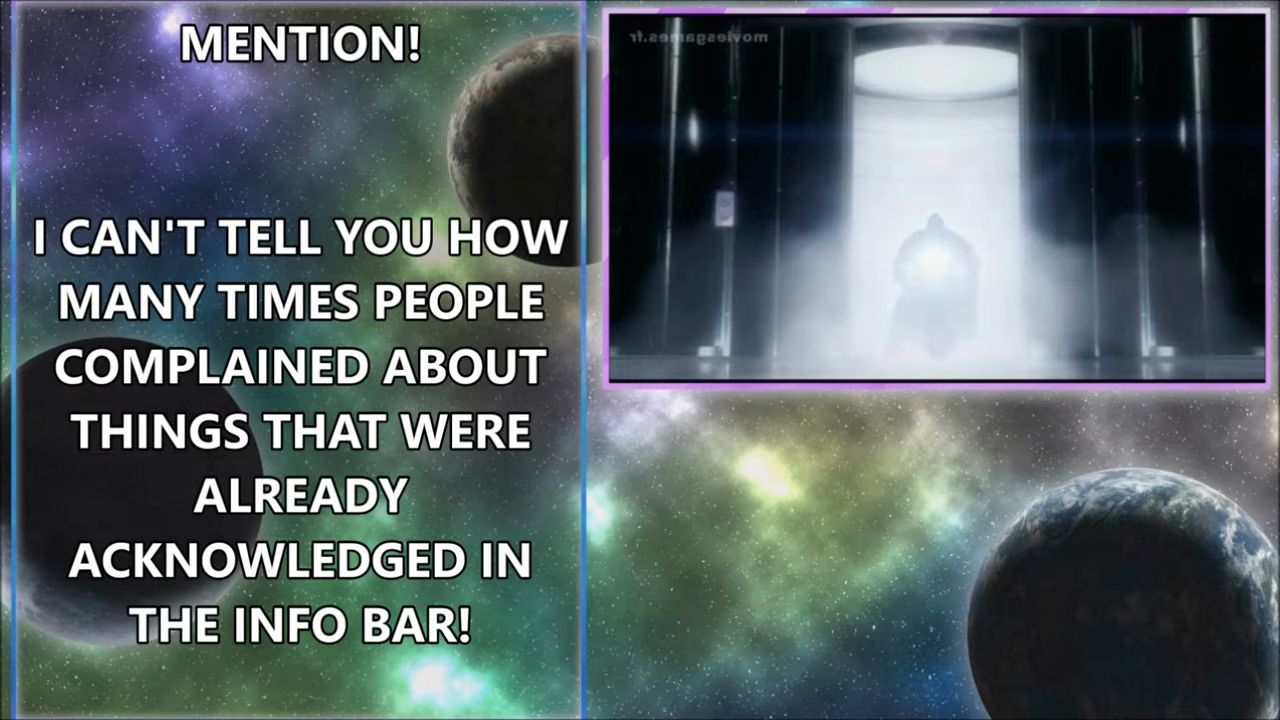 MENTION!
I CAN'T TELL YOU HOW
MANY TIMES PEOPLE
COMPLAINED ABOUT
THINGS THAT WERE
ALREADY
ACKNOWLEDGED IN
THE INFO BAR!
moviesgames.fr